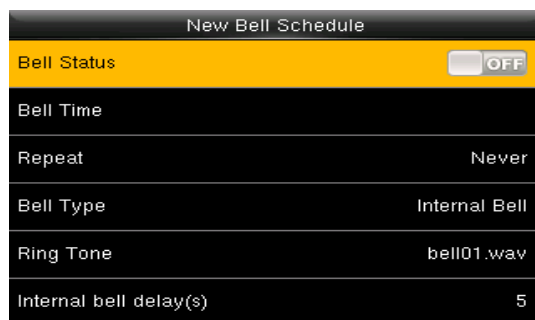 New Bell Schedule
Bell Status OFF
Bell Time
Repeat Never
Bell Type Internal Bell
Ring Tone bell01.wav
Internal bell delay(s) 5